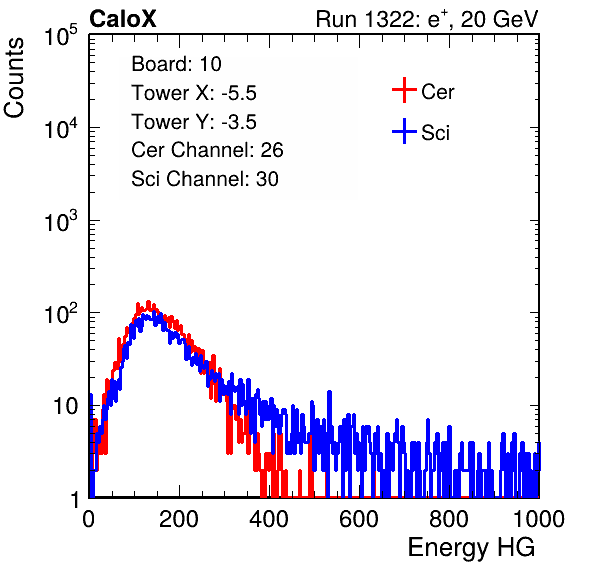 CaloX Run 1322: e⁺, 20 GeV
Counts
Board: 10
Tower X: -5.5
Tower Y: -3.5
Cer Channel: 26
Sci Channel: 30
Cer
Sci
10⁵
10⁴
10³
10²
10
1
0 200 400 600 800 1000
Energy HG